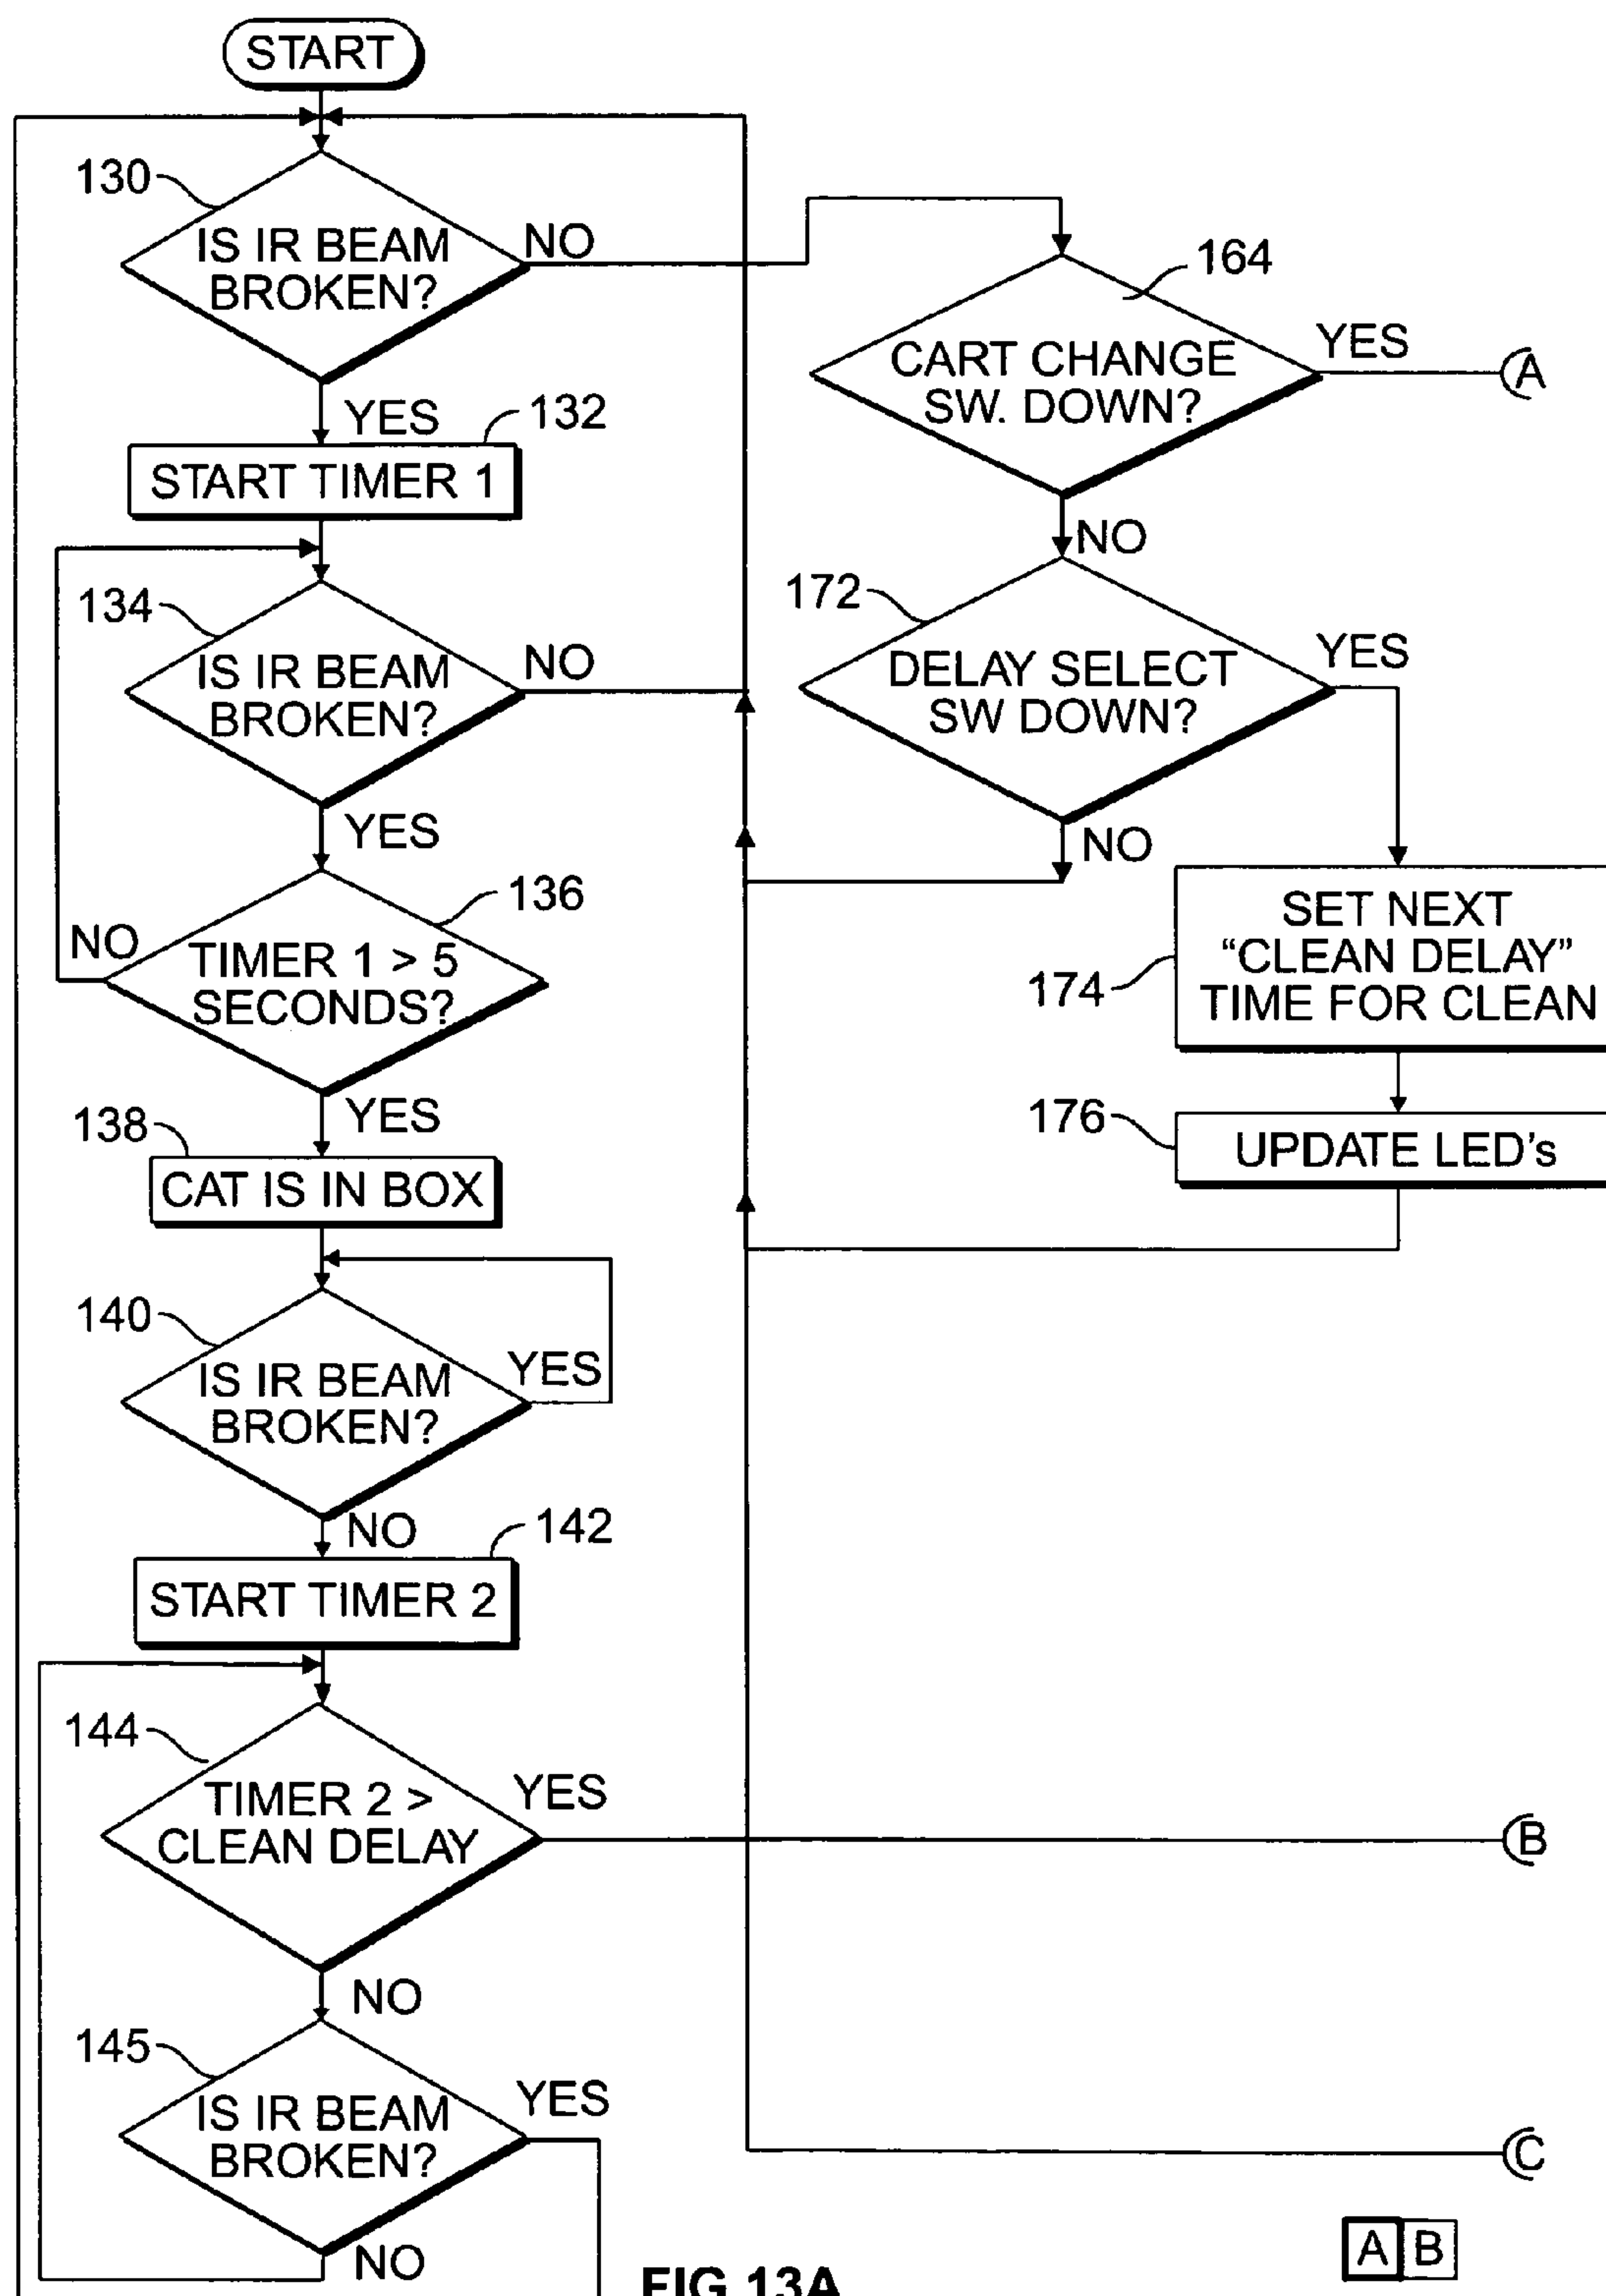 START
130
IS IR BEAM
BROKEN?
NO
YES
132
START TIMER 1
134
IS IR BEAM
BROKEN?
NO
YES
136
TIMER 1 > 5
SECONDS?
NO
YES
138
CAT IS IN BOX
140
IS IR BEAM
BROKEN?
YES
NO
142
START TIMER 2
144
TIMER 2 >
CLEAN DELAY
YES
B
NO
145
IS IR BEAM
BROKEN?
YES
NO
164
CART CHANGE
SW. DOWN?
YES
A
NO
172
DELAY SELECT
SW DOWN?
YES
NO
174
SET NEXT
“CLEAN DELAY”
TIME FOR CLEAN
176
UPDATE LED's
C
A B
FIG 13A